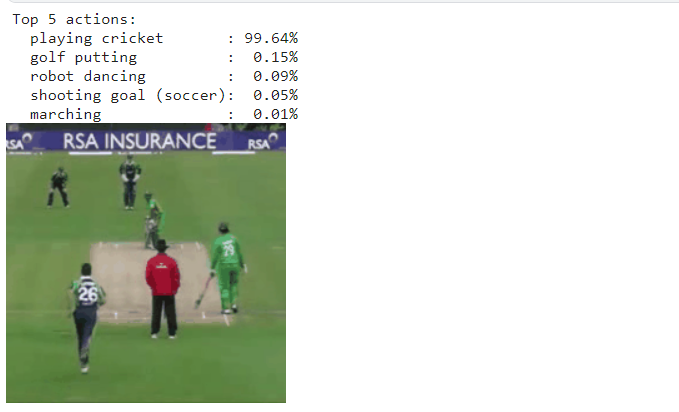 Top 5 actions:
playing cricket : 99.64%
golf putting : 0.15%
robot dancing : 0.09%
shooting goal (soccer): 0.05%
marching : 0.01%
RSA RSA INSURANCE RSA
26
29